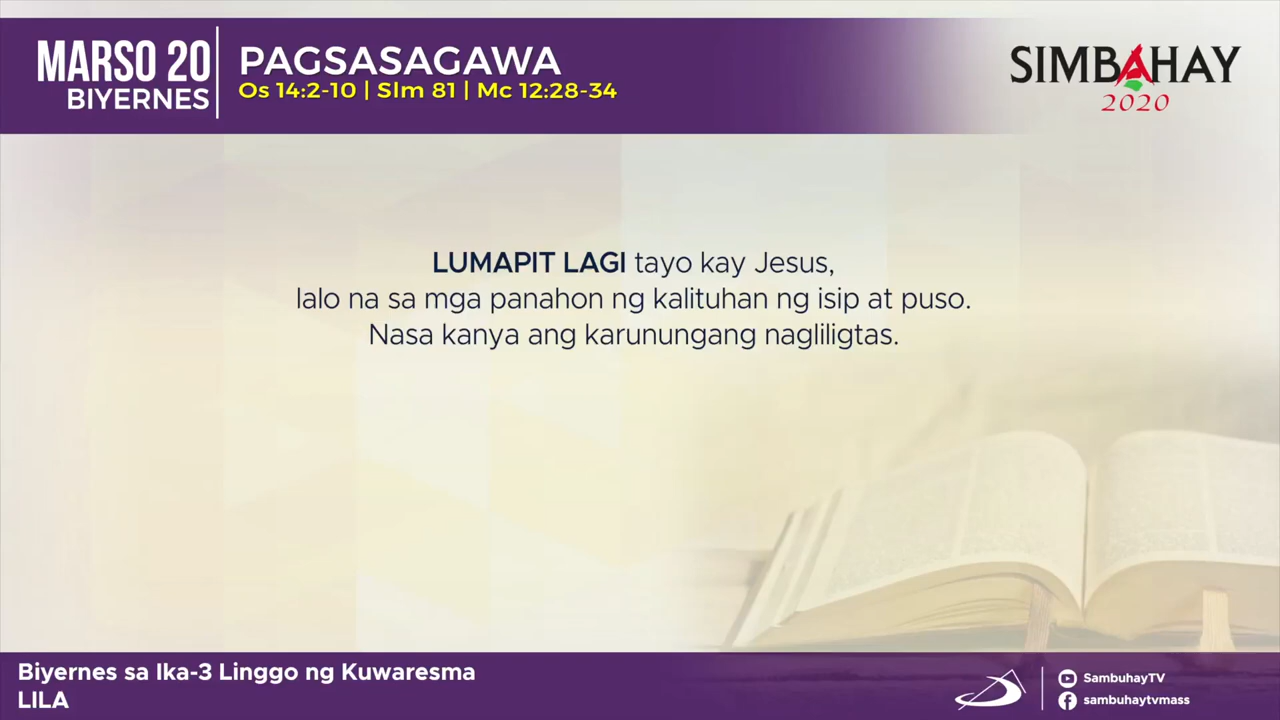 MARSO 20
BIYERNES
PAGSASAGAWA
Os 14:2-10 | Slm 81 | Mc 12:28-34
SIMBAHAY
2020
LUMAPIT LAGI tayo kay Jesus,
lalo na sa mga panahon ng kalituhan ng isip at puso.
Nasa kanya ang karunungang nagliligtas.
Biyernes sa Ika-3 Linggo ng Kuwaresma
LILA
SambuhayTV
sambuhaytvmass